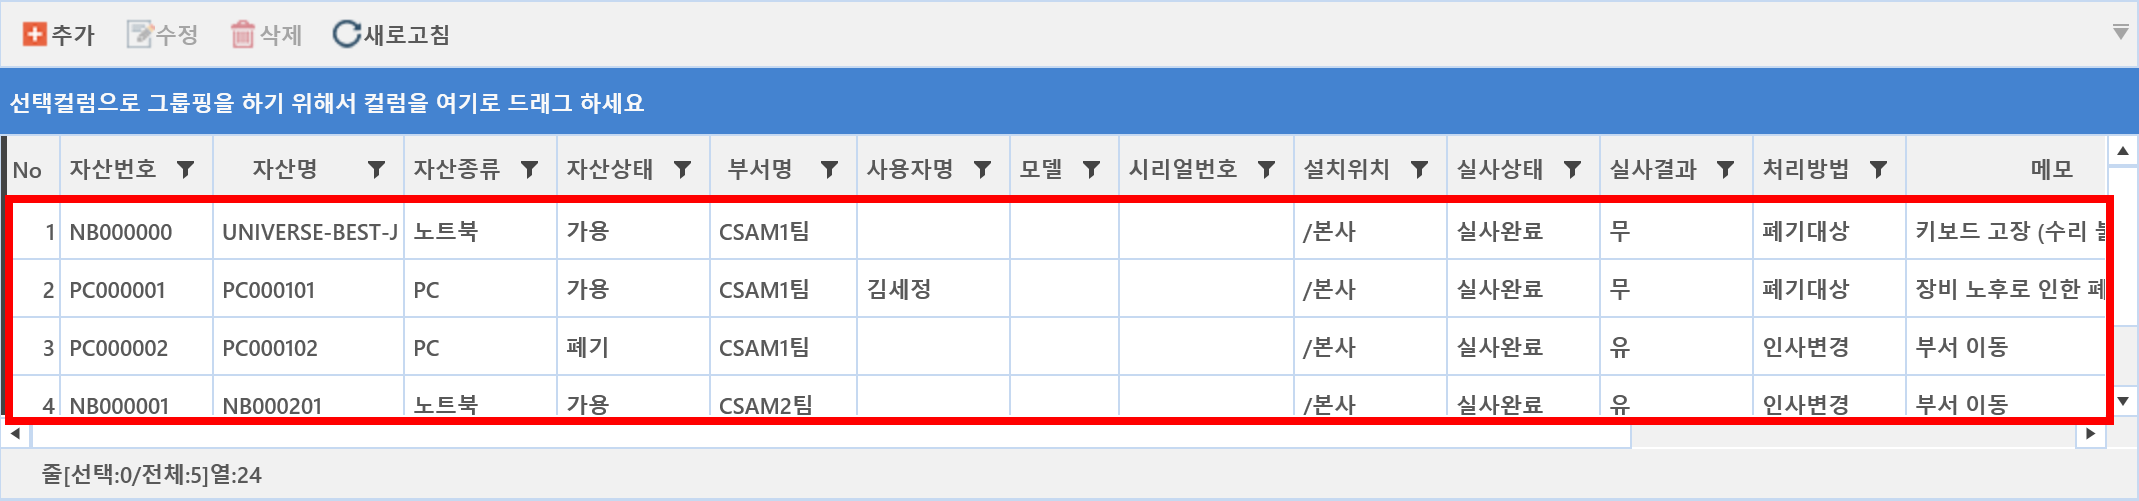 추가 수정 삭제 새로고침
선택컬럼으로 그룹핑을 하기 위해서 컬럼을 여기로 드래그 하세요
No 자산번호 자산명 자산종류 자산상태 부서명 사용자명 모델 시리얼번호 설치위치 실사상태 실사결과 처리방법 메모
1 NB000000 UNIVERSE-BEST-J 노트북 가용 CSAM1팀 /본사 실사완료 무 폐기대상 키보드 고장 (수리
2 PC000001 PC000101 PC 가용 CSAM1팀 김세정 /본사 실사완료 무 폐기대상 장비 노후로 인한
3 PC000002 PC000102 PC 폐기 CSAM1팀 /본사 실사완료 유 인사변경 부서 이동
4 NB000001 NB000201 노트북 가용 CSAM2팀 /본사 실사완료 유 인사변경 부서 이동
줄[선택:0/전체:5]열:24